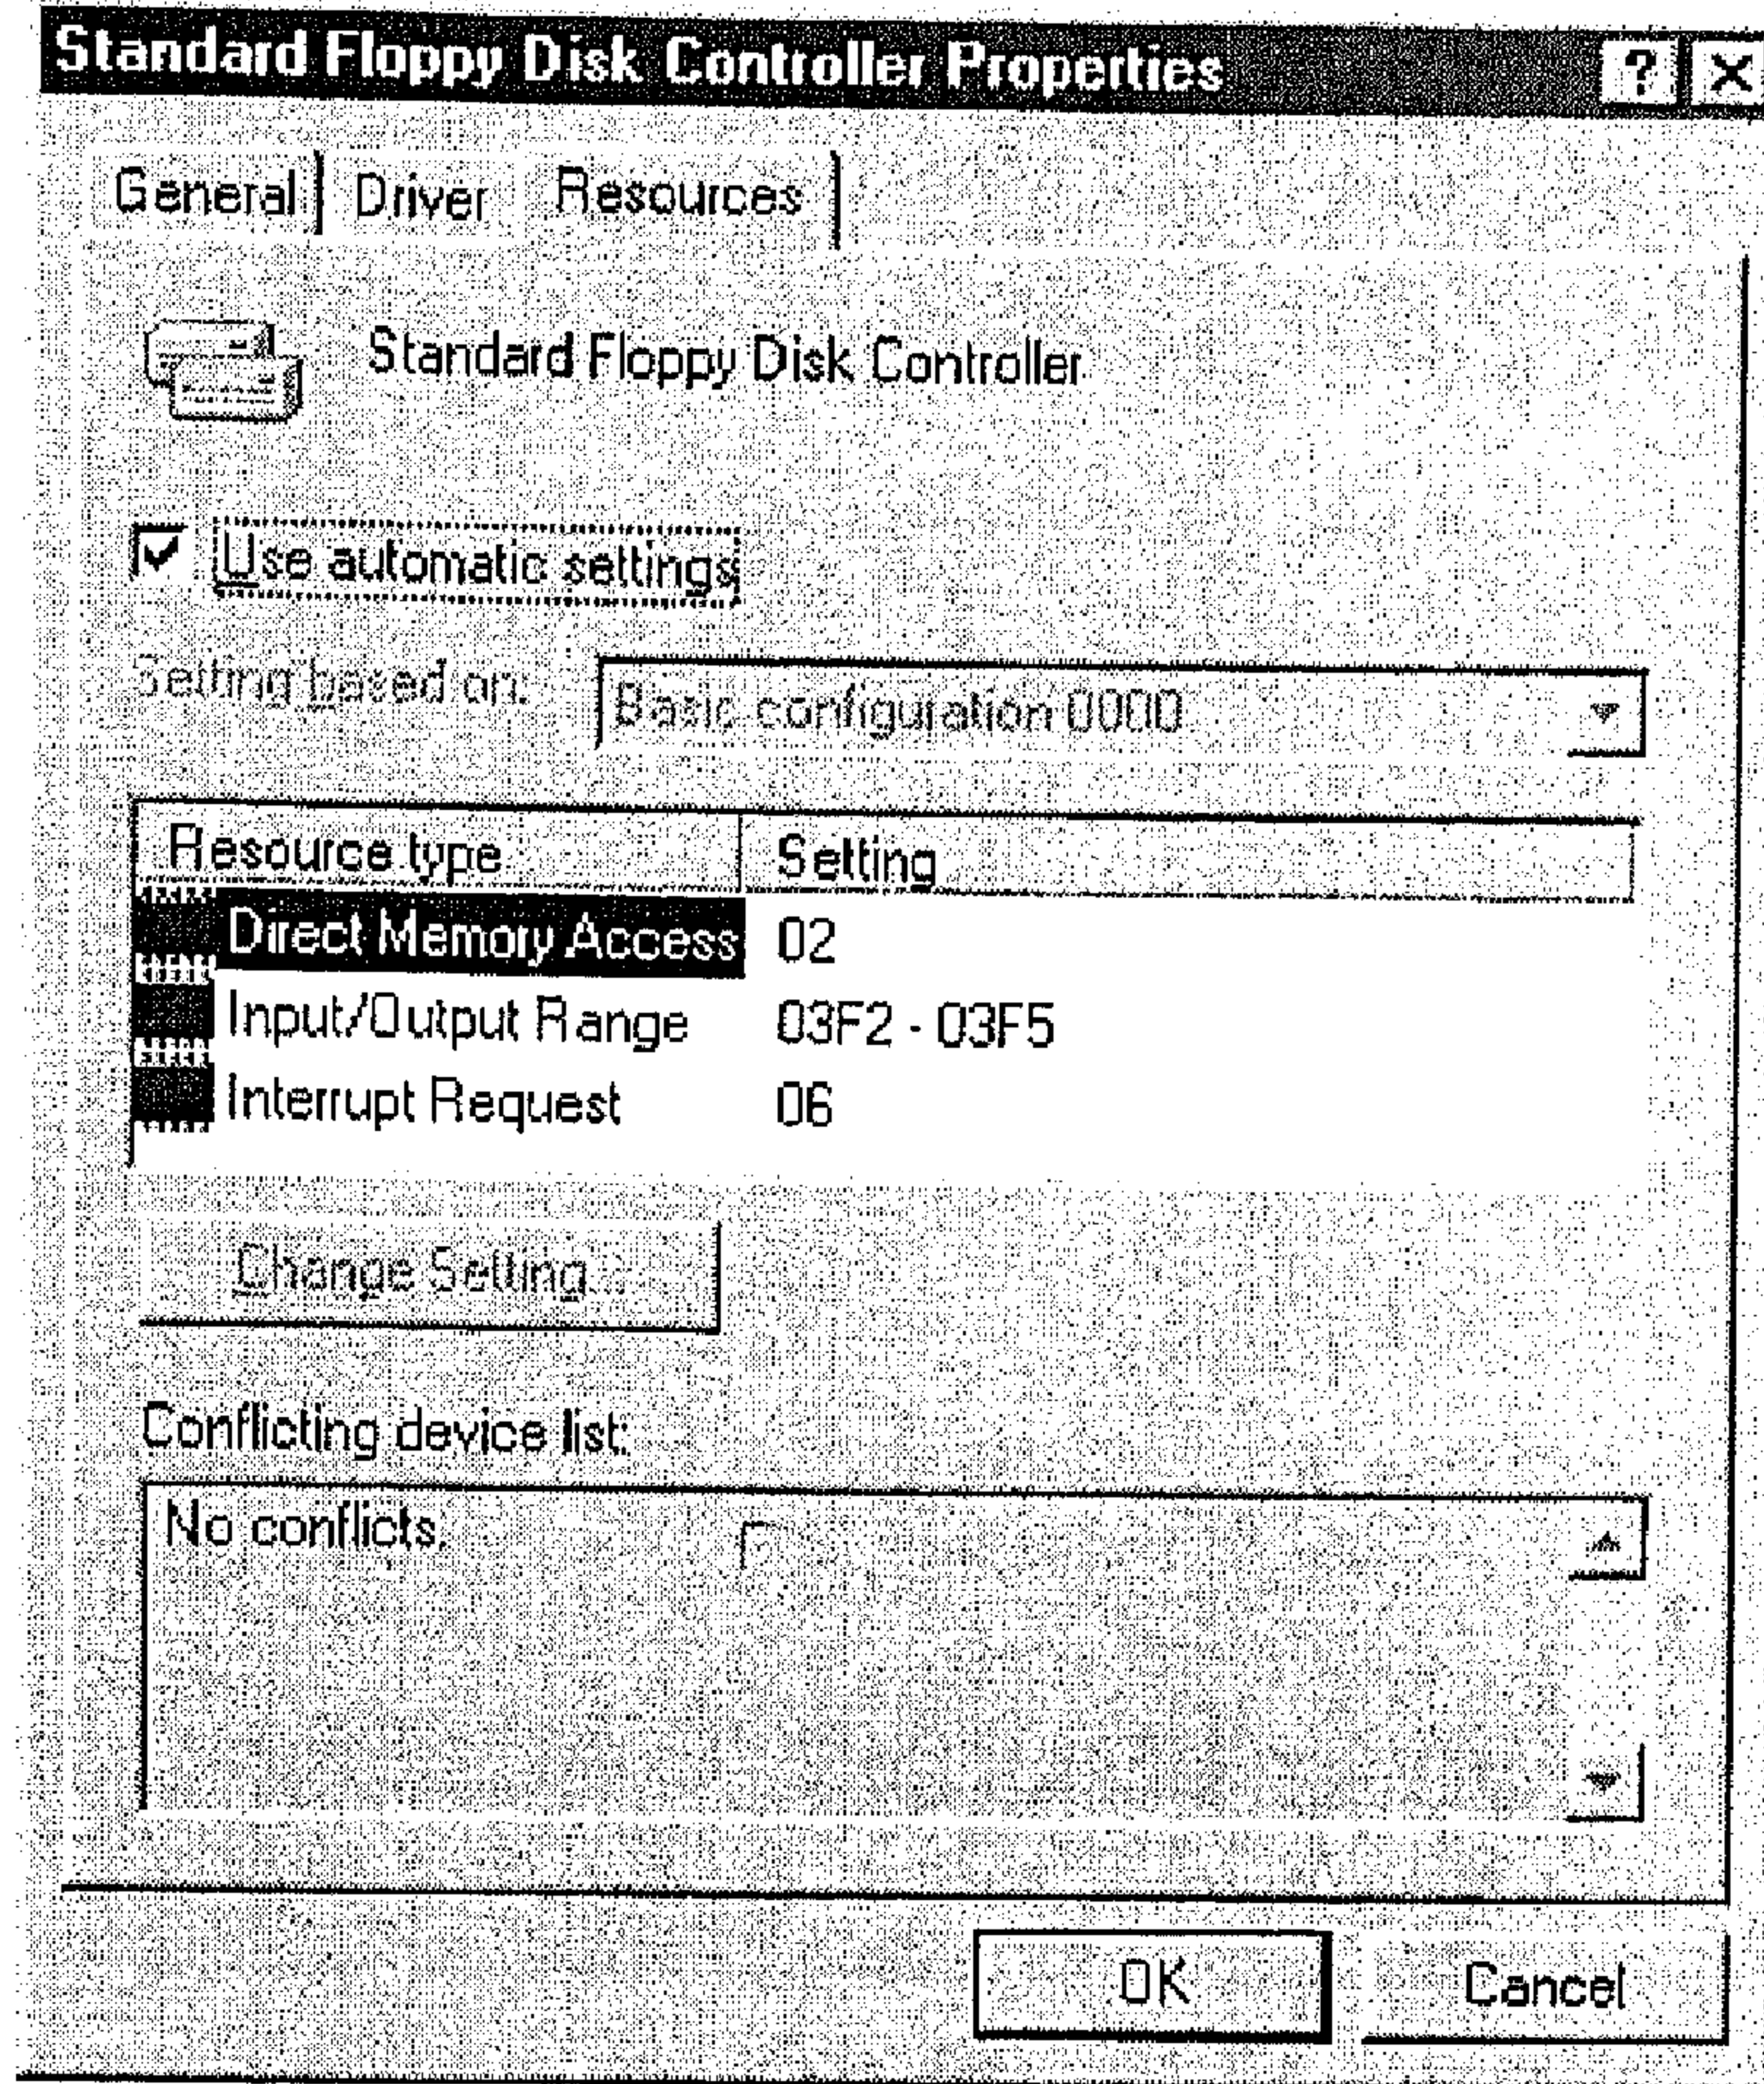 Standard Floppy Disk Controller Properties ? X
General Driver Resources
Standard Floppy Disk Controller
Use automatic settings
Setting based on: Basic configuration 0000
Resource type Setting
Direct Memory Access 02
Input/Output Range 03F2 - 03F5
Interrupt Request 06
Change Setting...
Conflicting device list:
No conflicts.
OK Cancel